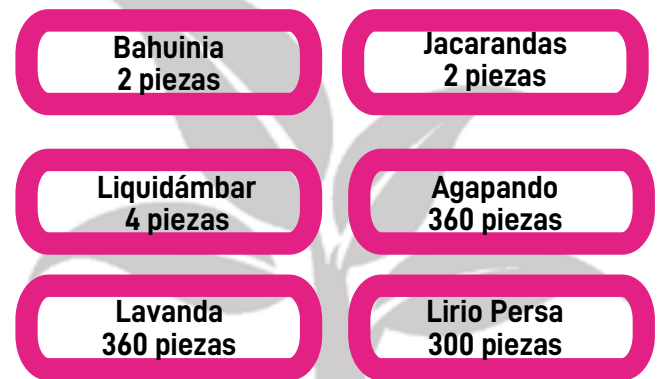 Bahuinia
2 piezas
Jacarandas
2 piezas
Liquidámbar
4 piezas
Agapando
360 piezas
Lavanda
360 piezas
Lirio Persa
300 piezas